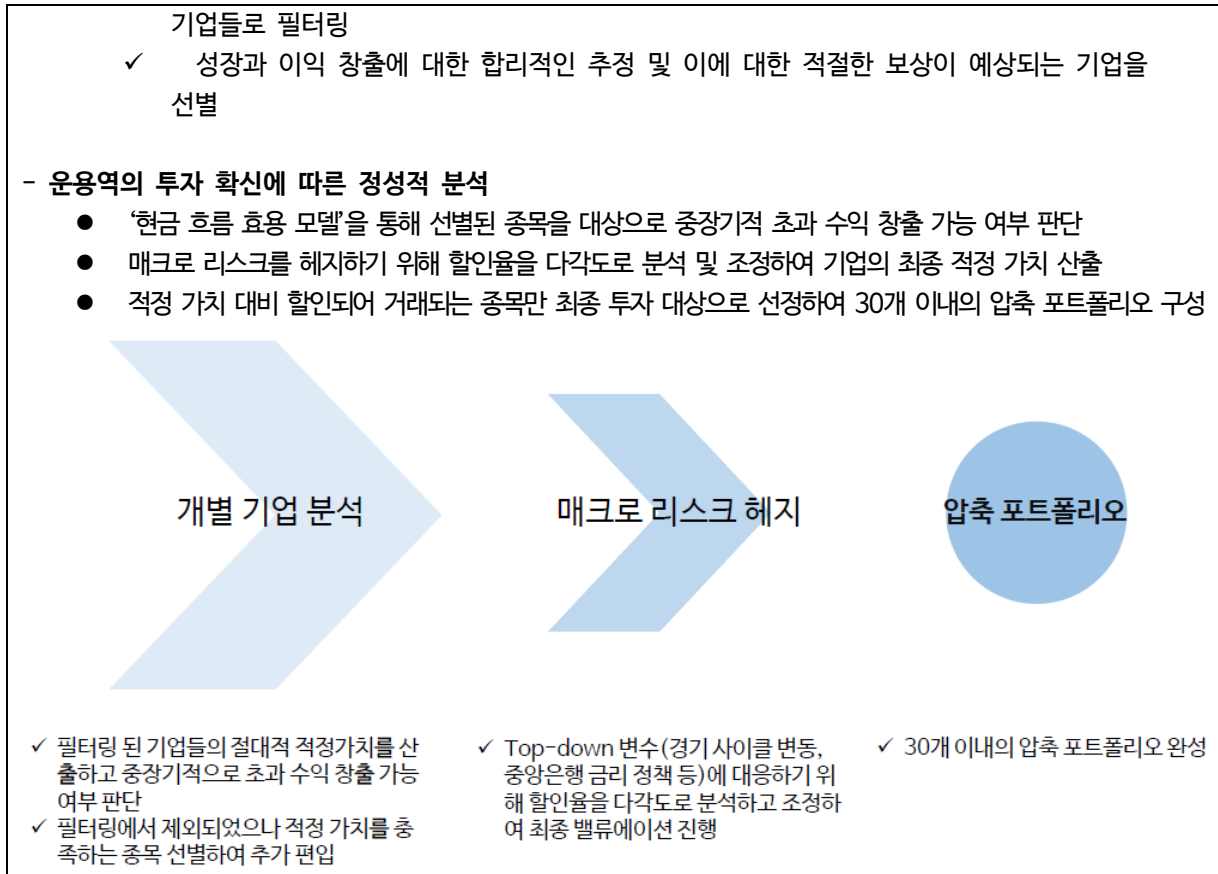 기업들로 필터링
✓ 성장과 이익 창출에 대한 합리적인 추정 및 이에 대한 적절한 보상이 예상되는 기업을
선별
- 운용역의 투자 확신에 따른 정성적 분석
● ‘현금 흐름 효용 모델’을 통해 선별된 종목을 대상으로 중장기적 초과 수익 창출 가능 여부 판단
● 매크로 리스크를 헤지하기 위해 할인율을 다각도로 분석 및 조정하여 기업의 최종 적정 가치 산출
● 적정 가치 대비 할인되어 거래되는 종목만 최종 투자 대상으로 선정하여 30개 이내의 압축 포트폴리오 구성
개별 기업 분석
매크로 리스크 헤지
압축 포트폴리오
✓ 필터링 된 기업들의 절대적 적정가치를 산
출하고 중장기적으로 초과 수익 창출 가능
여부 판단
✓ 필터링에서 제외되었으나 적정 가치를 충
족하는 종목 선별하여 추가 편입
✓ Top-down 변수(경기 사이클 변동,
중앙은행 금리 정책 등)에 대응하기 위
해 할인율을 다각도로 분석하고 조정하
여 최종 밸류에이션 진행
✓ 30개 이내의 압축 포트폴리오 완성